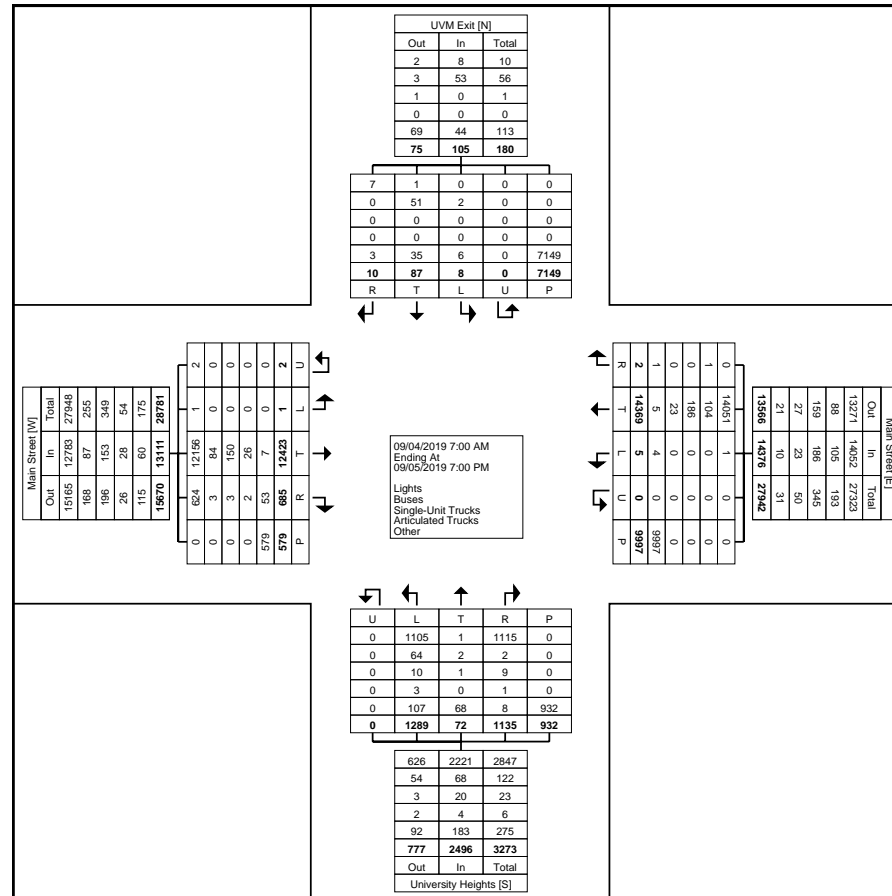 UVM Exit [N]
Out In Total
2 8 10
3 53 56
1 0 1
0 0 0
69 44 113
75 105 180
7 1 0 0 0
0 51 2 0 0
0 0 0 0 0
0 0 0 0 0
3 35 6 0 7149
10 87 8 0 7149
R T L U P
Main Street [W]
Total 27948 255 349 54 175 28781
In 12783 87 153 28 60 13111
Out 15165 168 196 26 115 15670
2 0 0 0 0 2 U
1 0 0 0 0 1 L
12156 84 150 26 7 12423 T
624 3 3 2 53 685 R
0 0 0 0 579 579 P
09/04/2019 7:00 AM
Ending At
09/05/2019 7:00 PM
Lights
Buses
Single-Unit Trucks
Articulated Trucks
Other
R 2 1 0 0 1 0
T 14369 5 23 186 104 14051
L 5 4 0 0 0 1
U 0 0 0 0 0 0
P 9997 9997 0 0 0 0
13566 21 27 159 88 13271 Out
14376 10 23 186 105 14052 In
27942 31 50 345 193 27323 Total
Main Street [E]
U L T R P
0 1105 1 1115 0
0 64 2 2 0
0 10 1 9 0
0 3 0 1 0
0 107 68 8 932
0 1289 72 1135 932
626 2221 2847
54 68 122
3 20 23
2 4 6
92 183 275
777 2496 3273
Out In Total
University Heights [S]